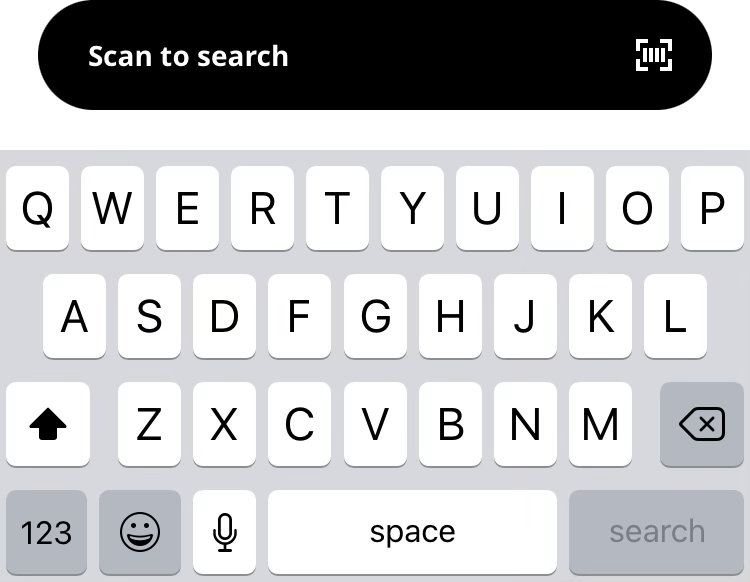 Scan to search
Q W E R T Y U I O P
A S D F G H J K L
Z X C V B N M
123 space search